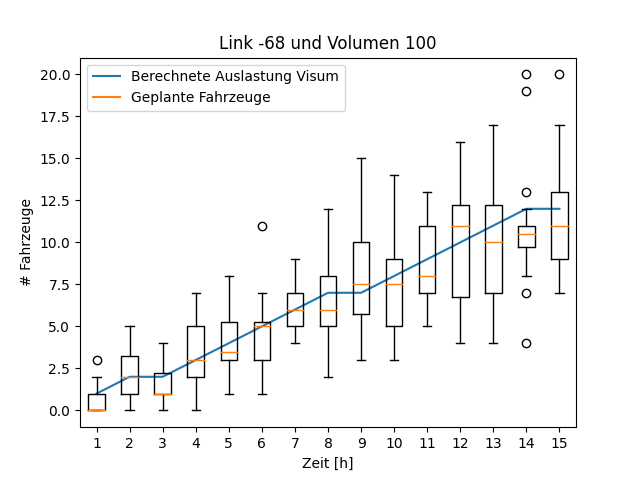 Link -68 und Volumen 100
Berechnete Auslastung Visum
Geplante Fahrzeuge
# Fahrzeuge
20.0
17.5
15.0
12.5
10.0
7.5
5.0
2.5
0.0
1 2 3 4 5 6 7 8 9 10 11 12 13 14 15
Zeit [h]